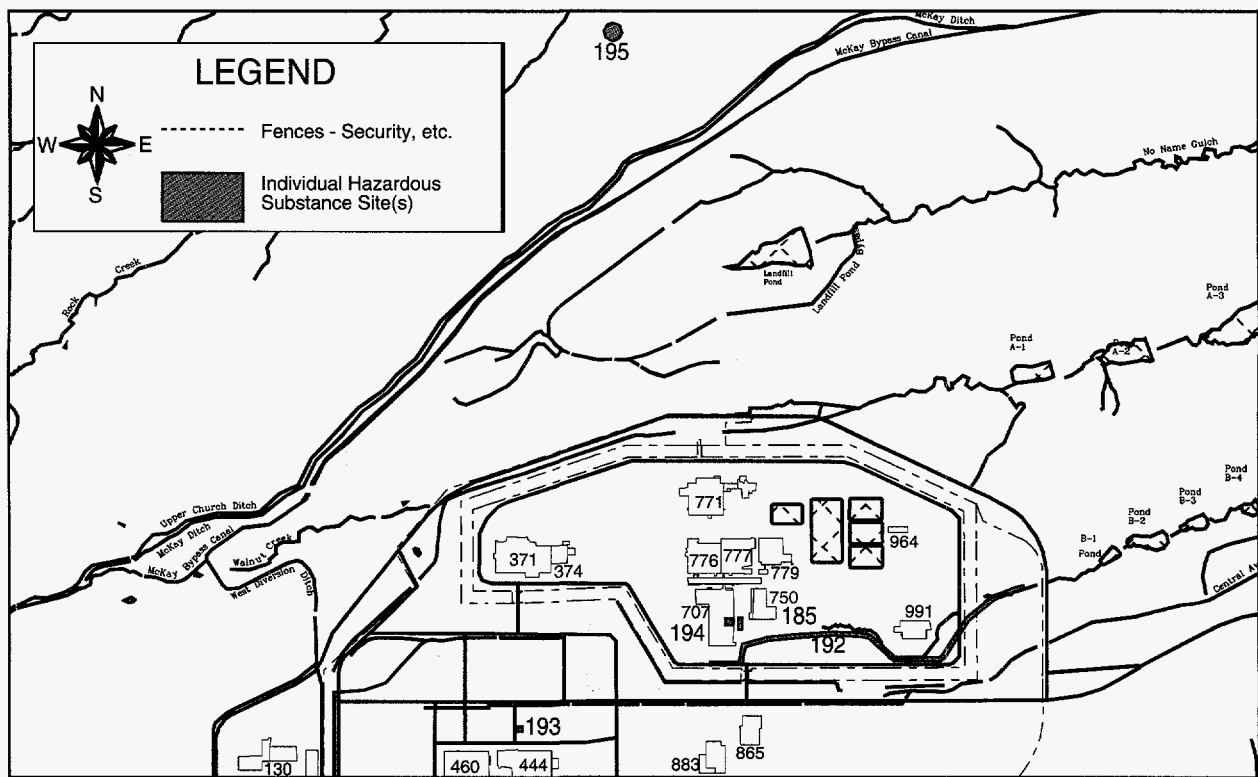 McKay Ditch
McKay Bypass Canal
195
LEGEND
N
W
E
S
Fences - Security, etc.
Individual Hazardous
Substance Site(s)
No Name Gulch
Rock
Creek
Landfill
Pond
Landfill Pond
Pond
A-3
Pond
A-1
A-2
Pond
B-4
Pond
B-3
Pond
B-2
B-1
Pond
Upper Church Ditch
McKay Ditch
McKay Bypass Canal
Walnut Creek
West Diversion Ditch
Central
771
964
371
374
776
777
779
707
750
185
194
192
991
193
130
460
444
883
865